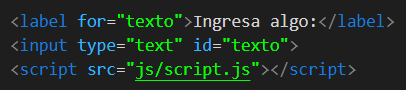 <label for="texto">Ingresa algo:</label>
<input type="text" id="texto">
<script src="js/script.js"></script>